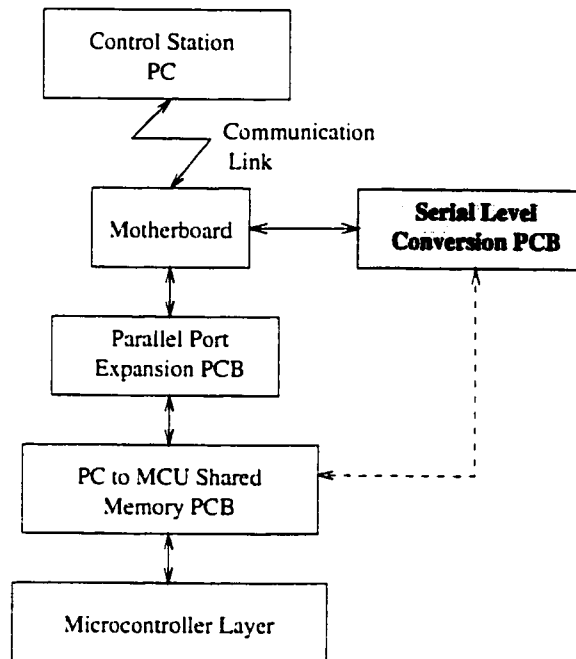 Control Station
PC
Communication
Link
Motherboard
Serial Level
Conversion PCB
Parallel Port
Expansion PCB
PC to MCU Shared
Memory PCB
Microcontroller Layer